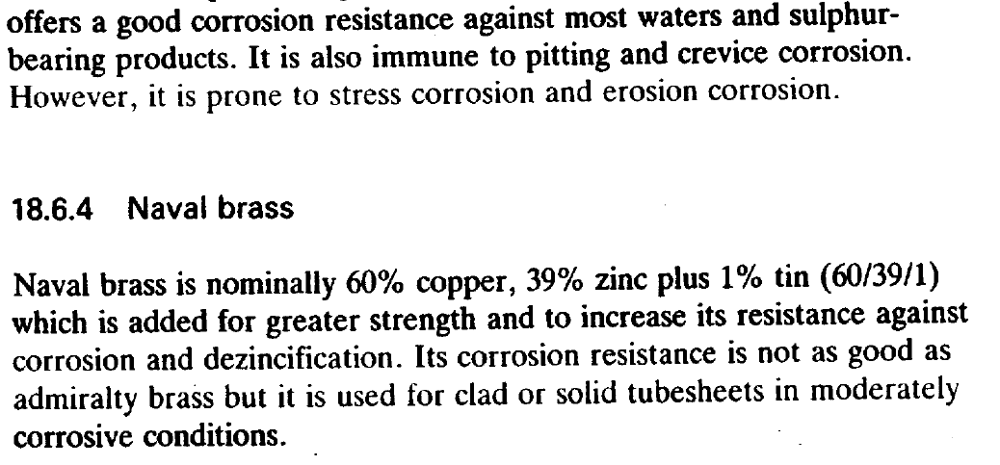 offers a good corrosion resistance against most waters and sulphur-
bearing products. It is also immune to pitting and crevice corrosion.
However, it is prone to stress corrosion and erosion corrosion.
18.6.4 Naval brass
Naval brass is nominally 60% copper, 39% zinc plus 1% tin (60/39/1)
which is added for greater strength and to increase its resistance against
corrosion and dezincification. Its corrosion resistance is not as good as
admiralty brass but it is used for clad or solid tubesheets in moderately
corrosive conditions.